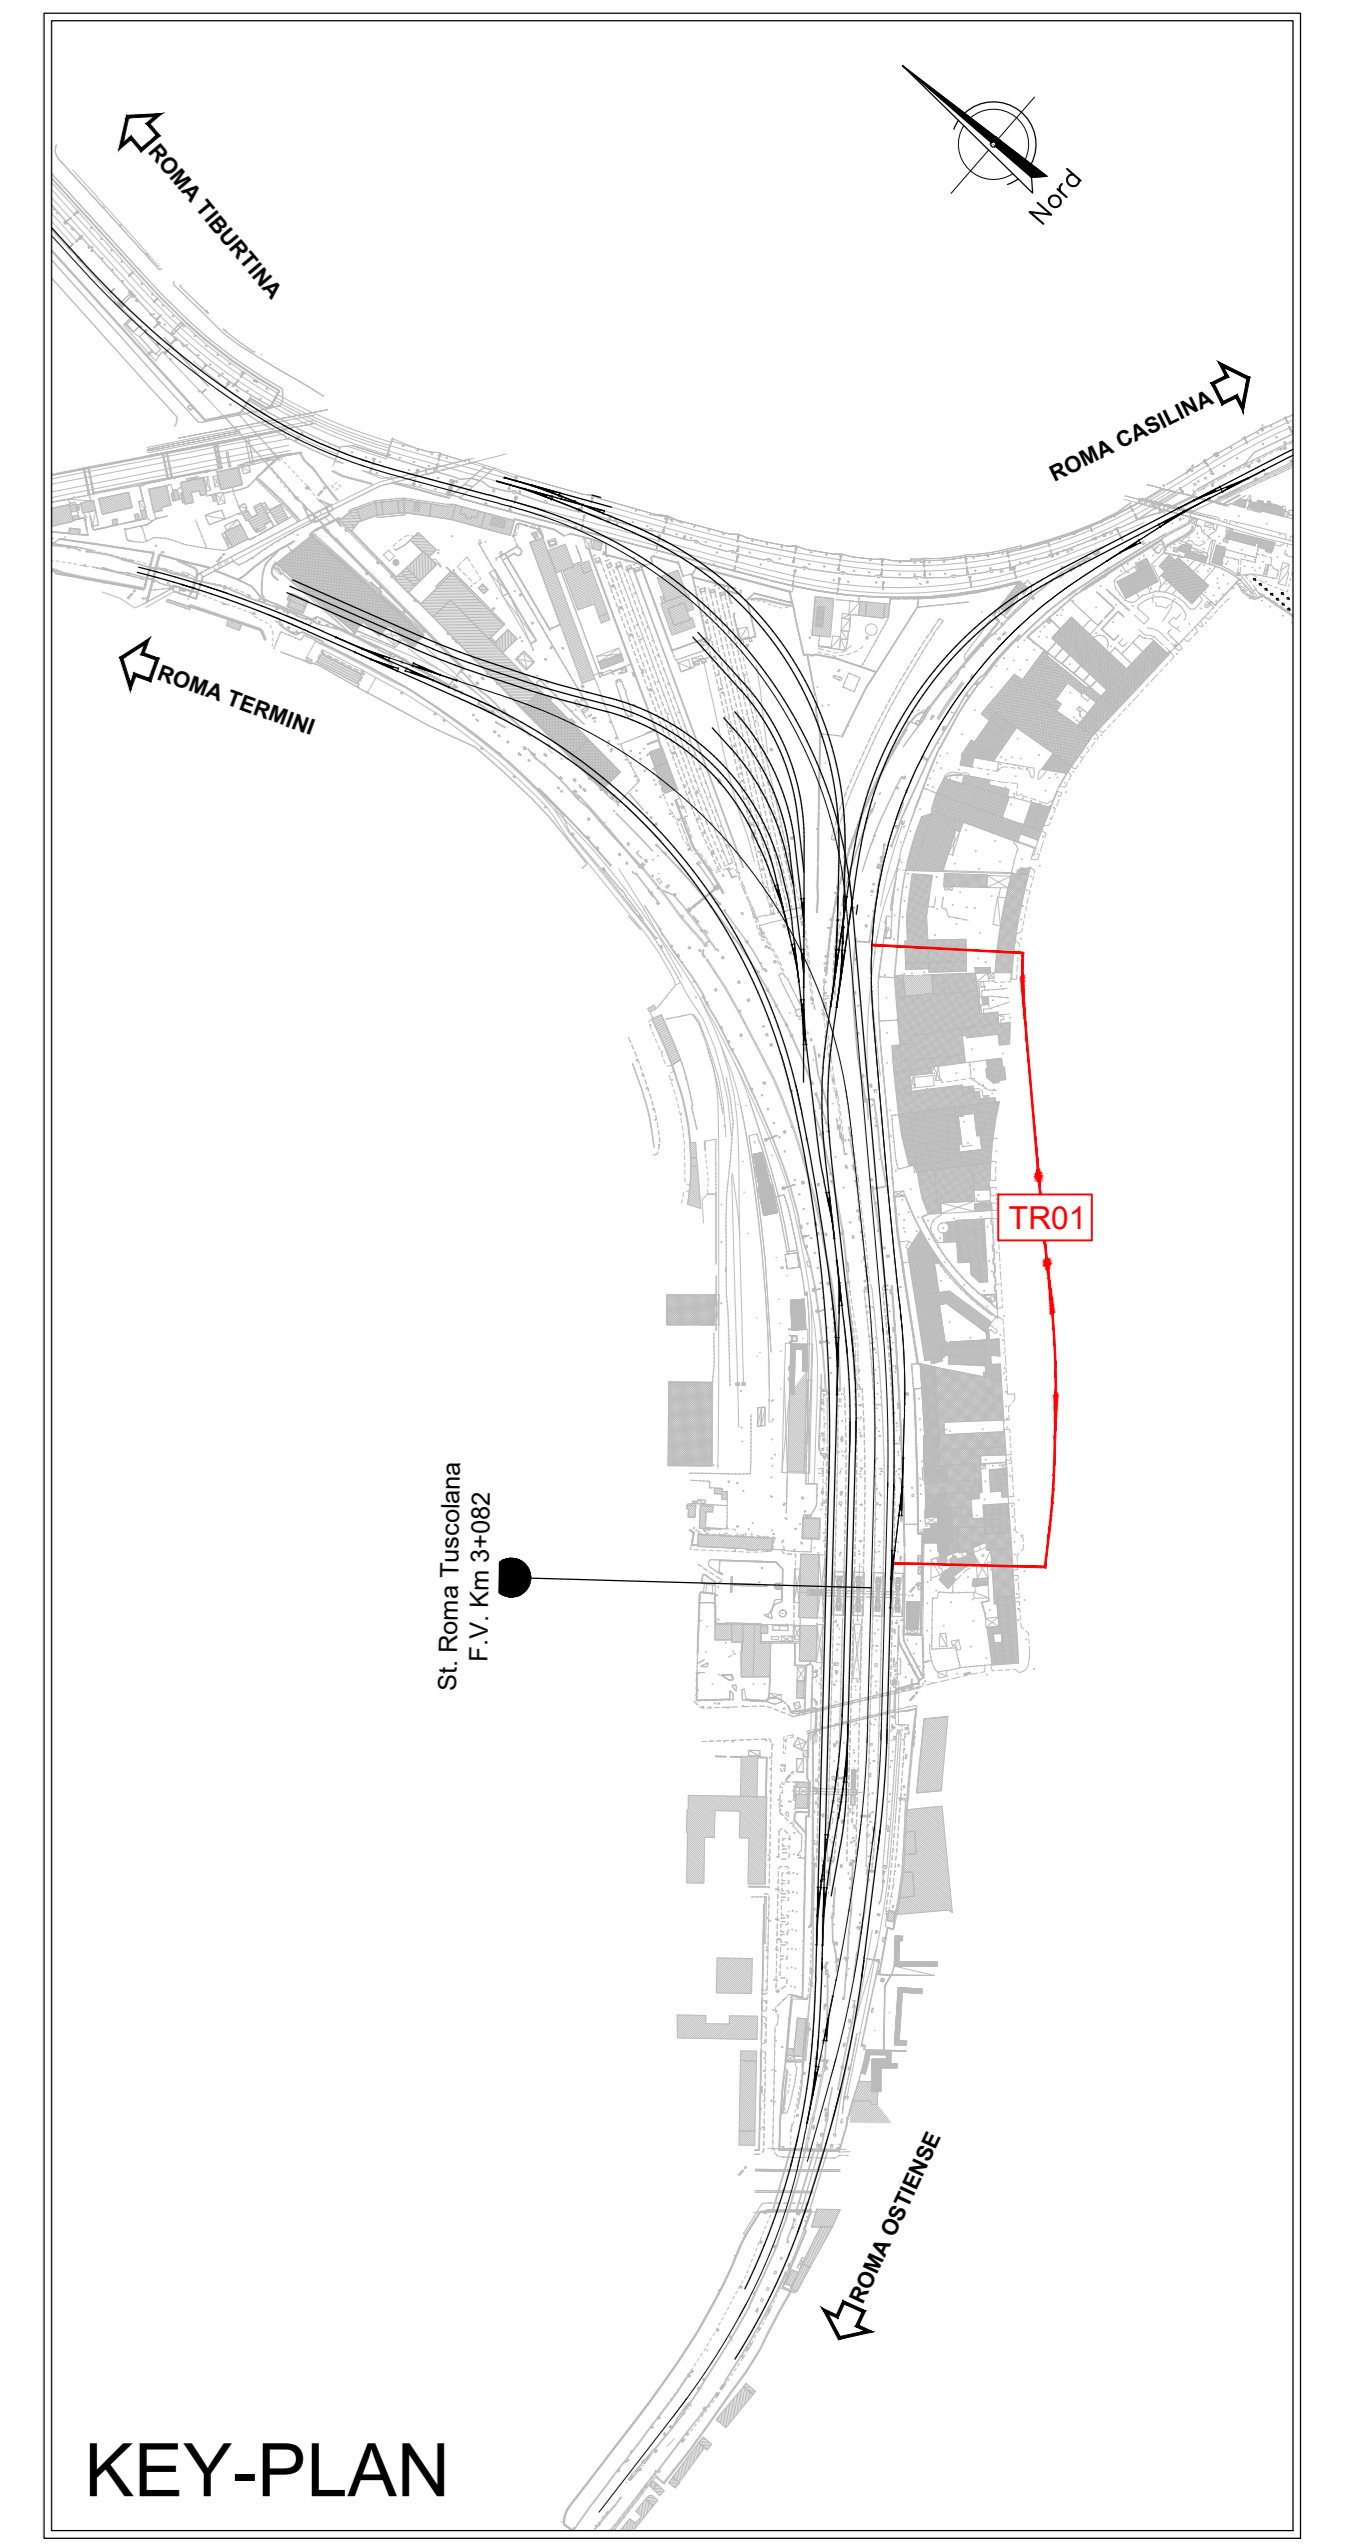 Nord
ROMA TIBURTINA
ROMA CASILINA
ROMA TERMINI
TR01
St. Roma Tuscolana
F.V. Km 3+082
ROMA OSTIENSE
KEY-PLAN